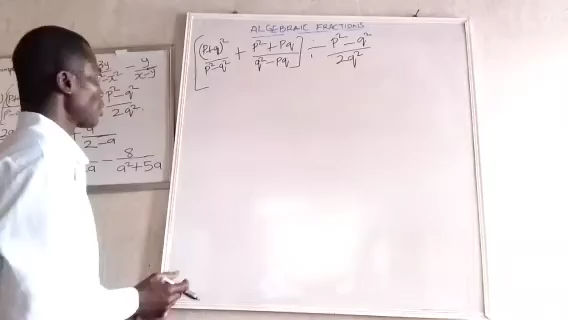 ALGEBRAIC FRACTIONS
[(p+q)²/(p²-q²) + (p²+pq)/(q²-pq)] ÷ (p²-q²)/(2q²)
y/(x-y)
p²-q²/2q²
2-a
- 8/(a²+5a)